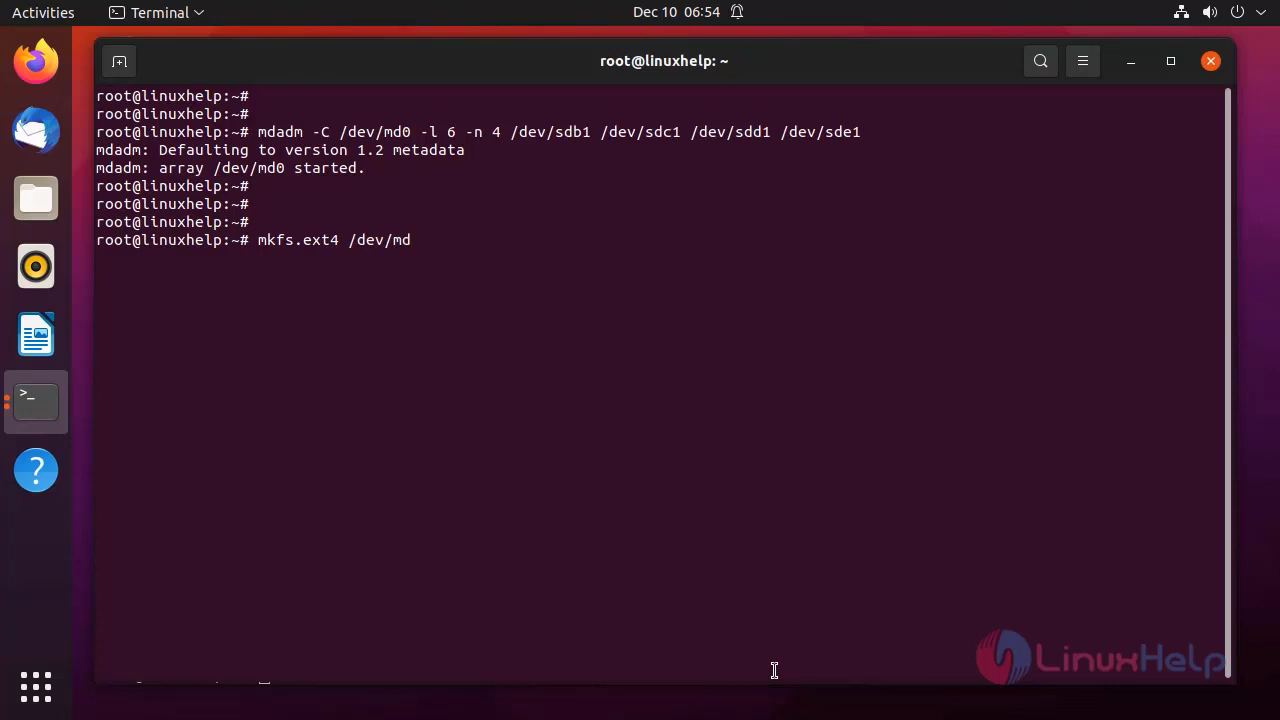 Activities Terminal Dec 10 06:54
root@linuxhelp: ~
root@linuxhelp:~#
root@linuxhelp:~#
root@linuxhelp:~# mdadm -C /dev/md0 -l 6 -n 4 /dev/sdb1 /dev/sdc1 /dev/sdd1 /dev/sde1
mdadm: Defaulting to version 1.2 metadata
mdadm: array /dev/md0 started.
root@linuxhelp:~#
root@linuxhelp:~#
root@linuxhelp:~#
root@linuxhelp:~# mkfs.ext4 /dev/md
>_
?
LinuxHelp